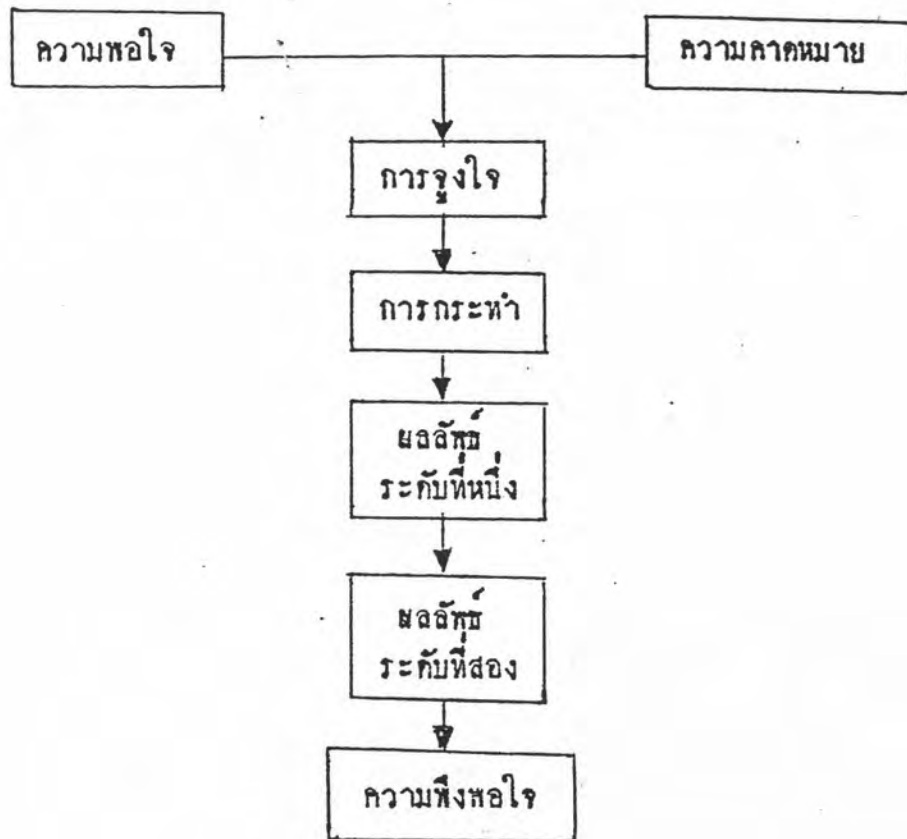 ความพอใจ
ความคาดหมาย
การจูงใจ
การกระทำ
ผลลัพธ์
ระดับที่หนึ่ง
ผลลัพธ์
ระดับที่สอง
ความพึงพอใจ